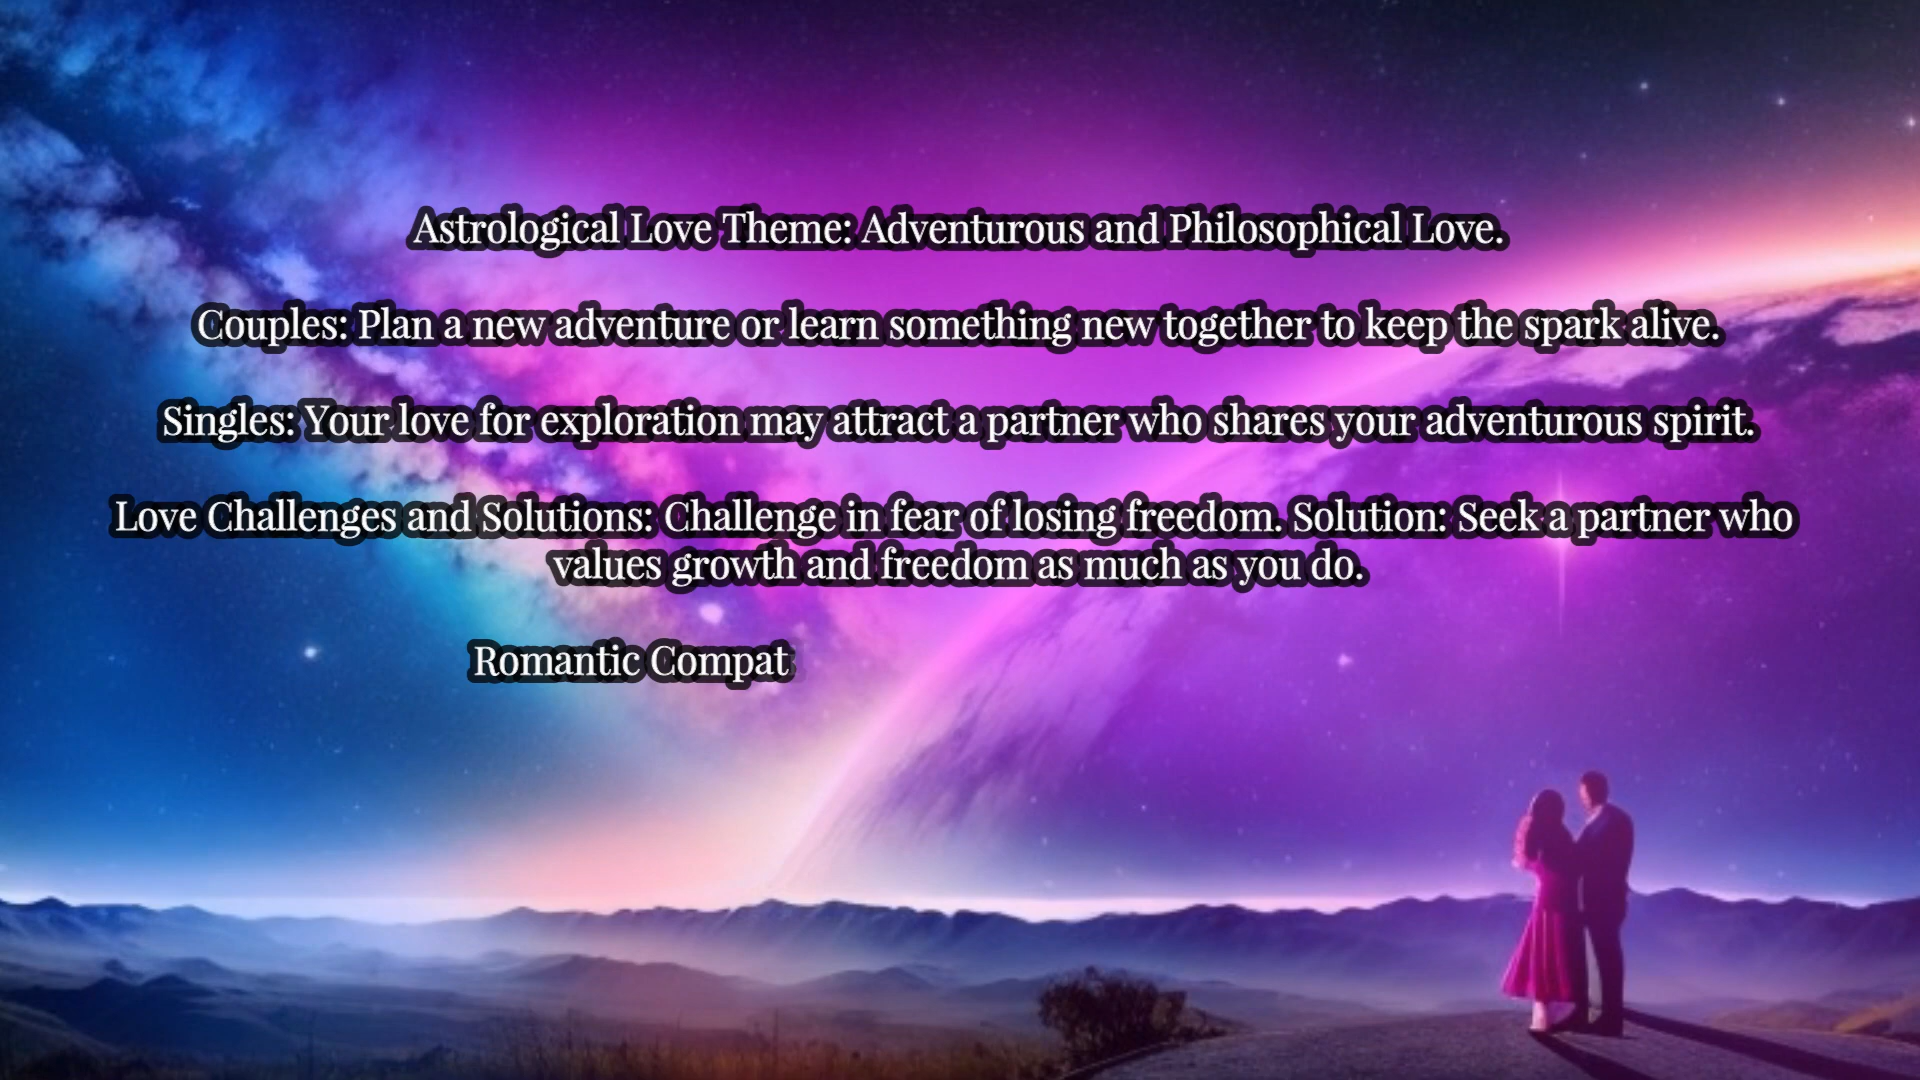 Astrological Love Theme: Adventurous and Philosophical Love.
Couples: Plan a new adventure or learn something new together to keep the spark alive.
Singles: Your love for exploration may attract a partner who shares your adventurous spirit.
Love Challenges and Solutions: Challenge in fear of losing freedom. Solution: Seek a partner who
values growth and freedom as much as you do.
Romantic Compat